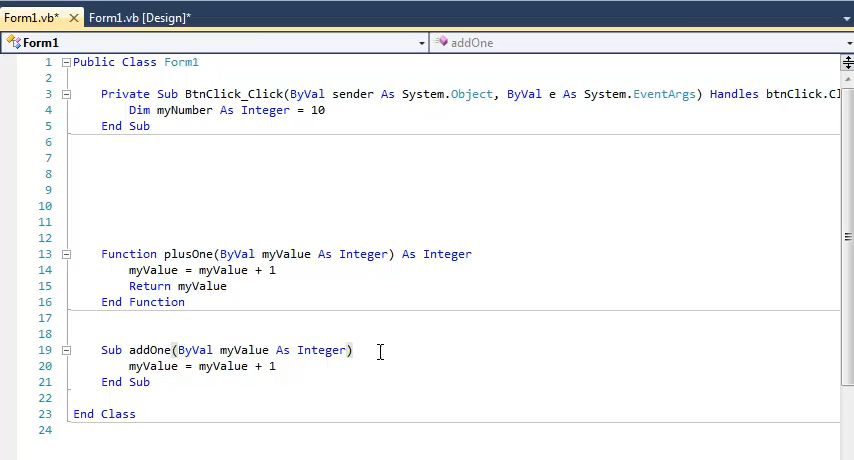 Form1.vb* Form1.vb [Design]*
Form1 addOne
1 Public Class Form1
2
3 Private Sub BtnClick_Click(ByVal sender As System.Object, ByVal e As System.EventArgs) Handles btnClick.Cl
4 Dim myNumber As Integer = 10
5 End Sub
6
7
8
9
10
11
12
13 Function plusOne(ByVal myValue As Integer) As Integer
14 myValue = myValue + 1
15 Return myValue
16 End Function
17
18
19 Sub addOne(ByVal myValue As Integer)
20 myValue = myValue + 1
21 End Sub
22
23 End Class
24